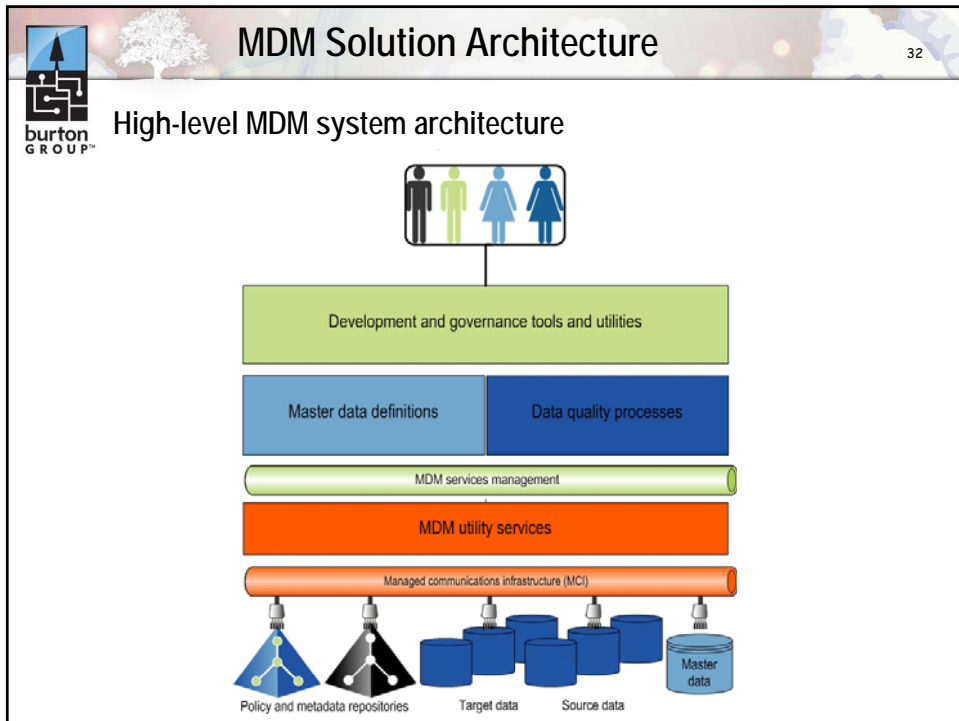 MDM Solution Architecture
32
burton
GROUP™
High-level MDM system architecture
Development and governance tools and utilities
Master data definitions
Data quality processes
MDM services management
MDM utility services
Managed communications infrastructure (MCI)
Master
data
Policy and metadata repositories
Target data
Source data